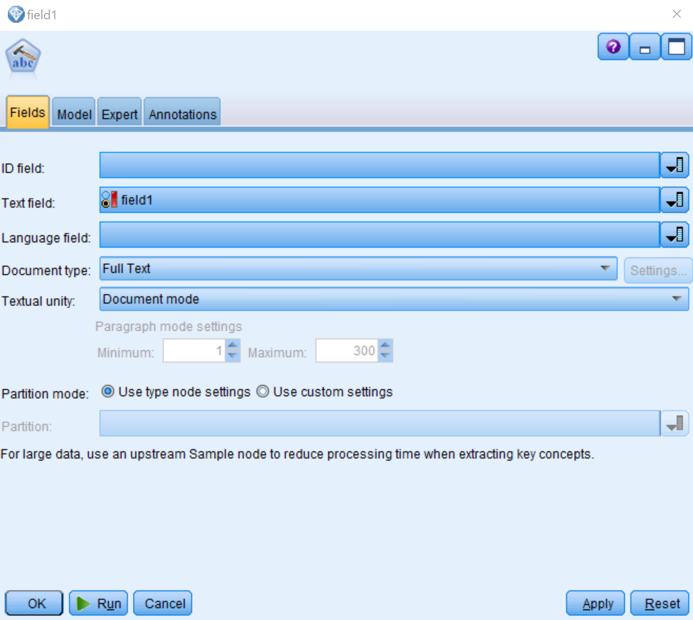 field1
abc
Fields Model Expert Annotations
ID field:
Text field: field1
Language field:
Document type: Full Text Settings...
Textual unity: Document mode
Paragraph mode settings
Minimum: 1 Maximum: 300
Partition mode: Use type node settings Use custom settings
Partition:
For large data, use an upstream Sample node to reduce processing time when extracting key concepts.
OK Run Cancel Apply Reset